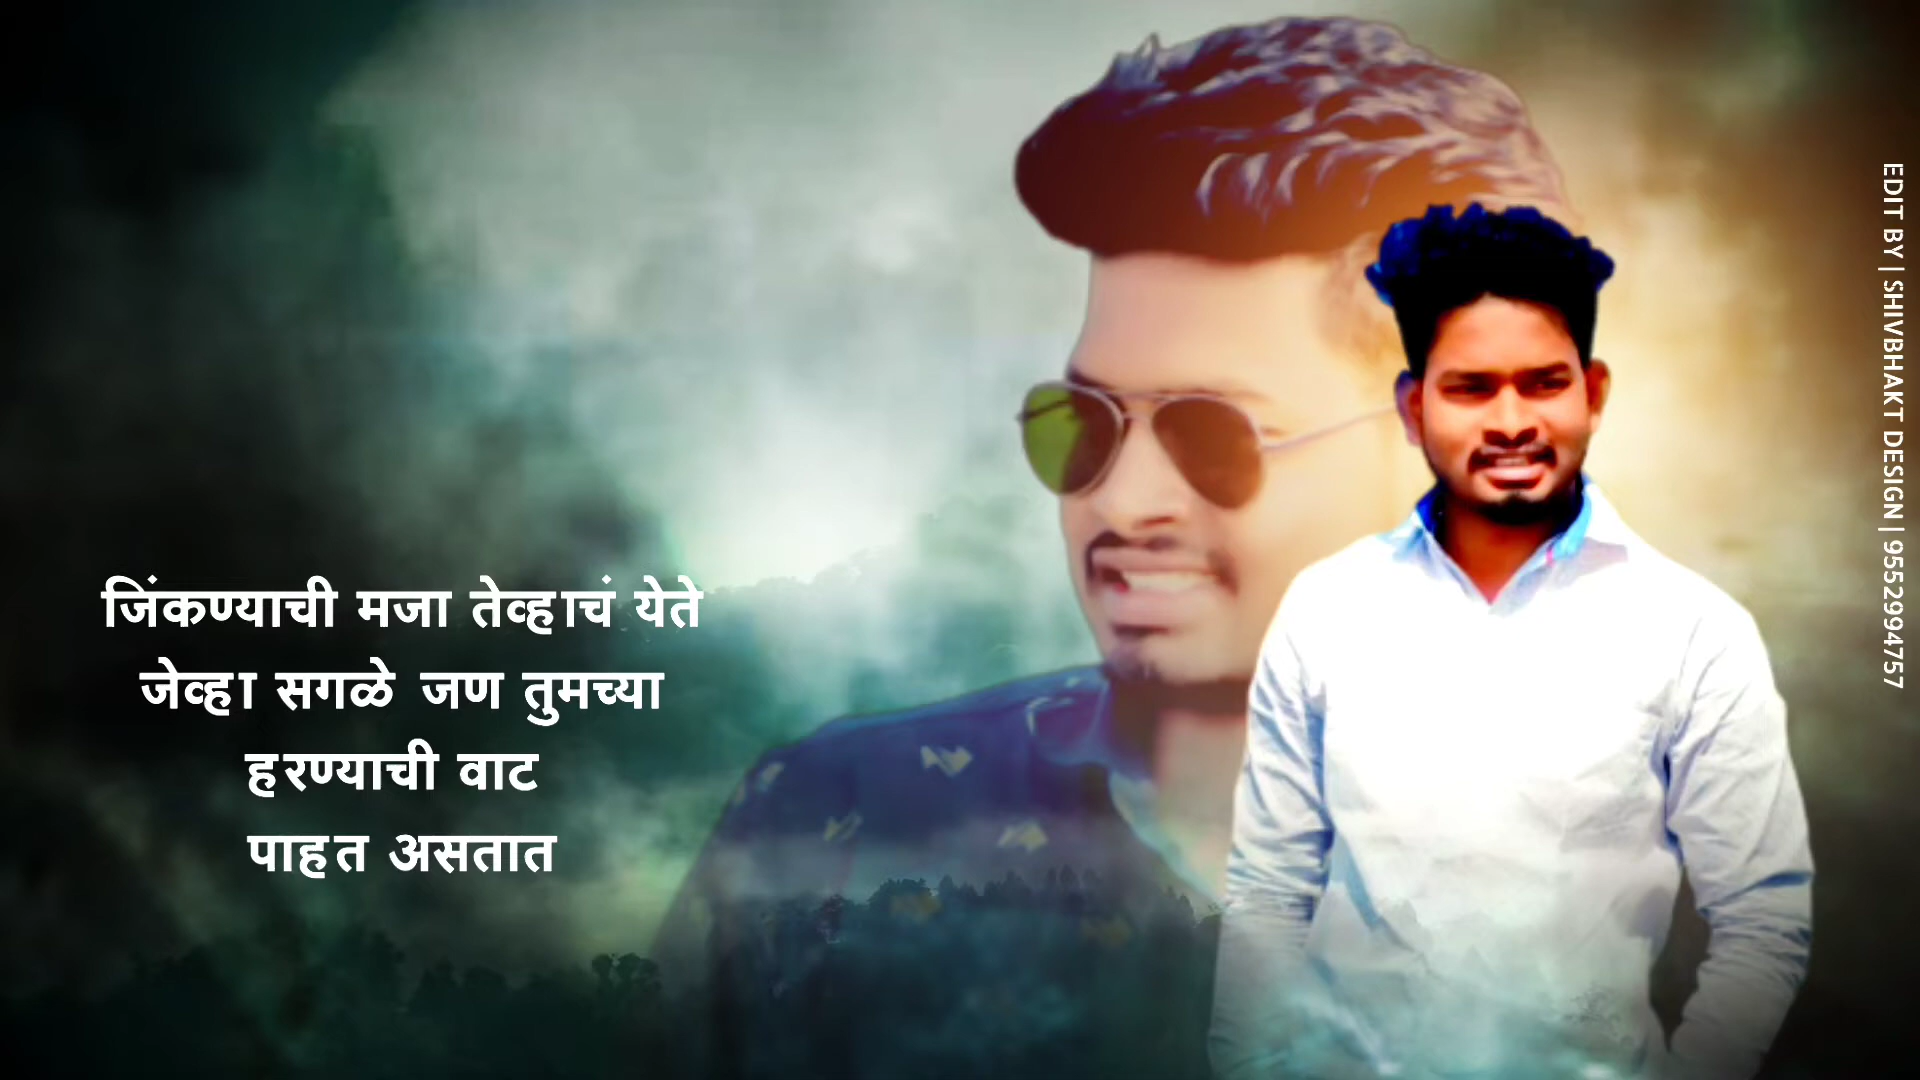 जिंकण्याची मजा तेव्हाचं येते
जेव्हा सगळे जण तुमच्या
हरण्याची वाट
पाहत असतात
EDIT BY | SHIVBHAKT DESIGN | 9552994757